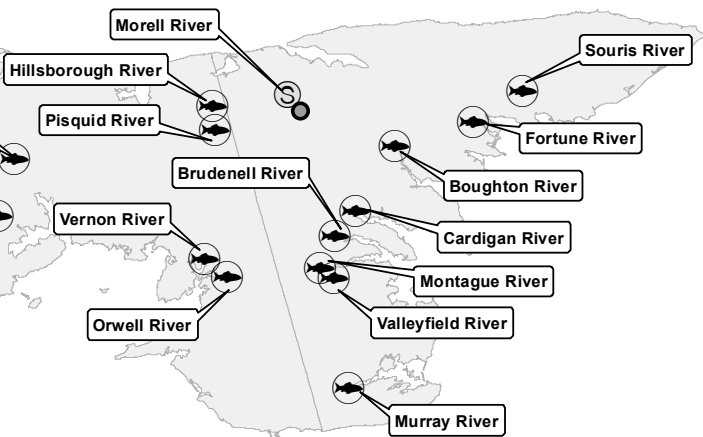 Morell River
Souris River
Hillsborough River
Pisquid River
S
Fortune River
Brudenell River
Boughton River
Vernon River
Cardigan River
Montague River
Orwell River
Valleyfield River
Murray River